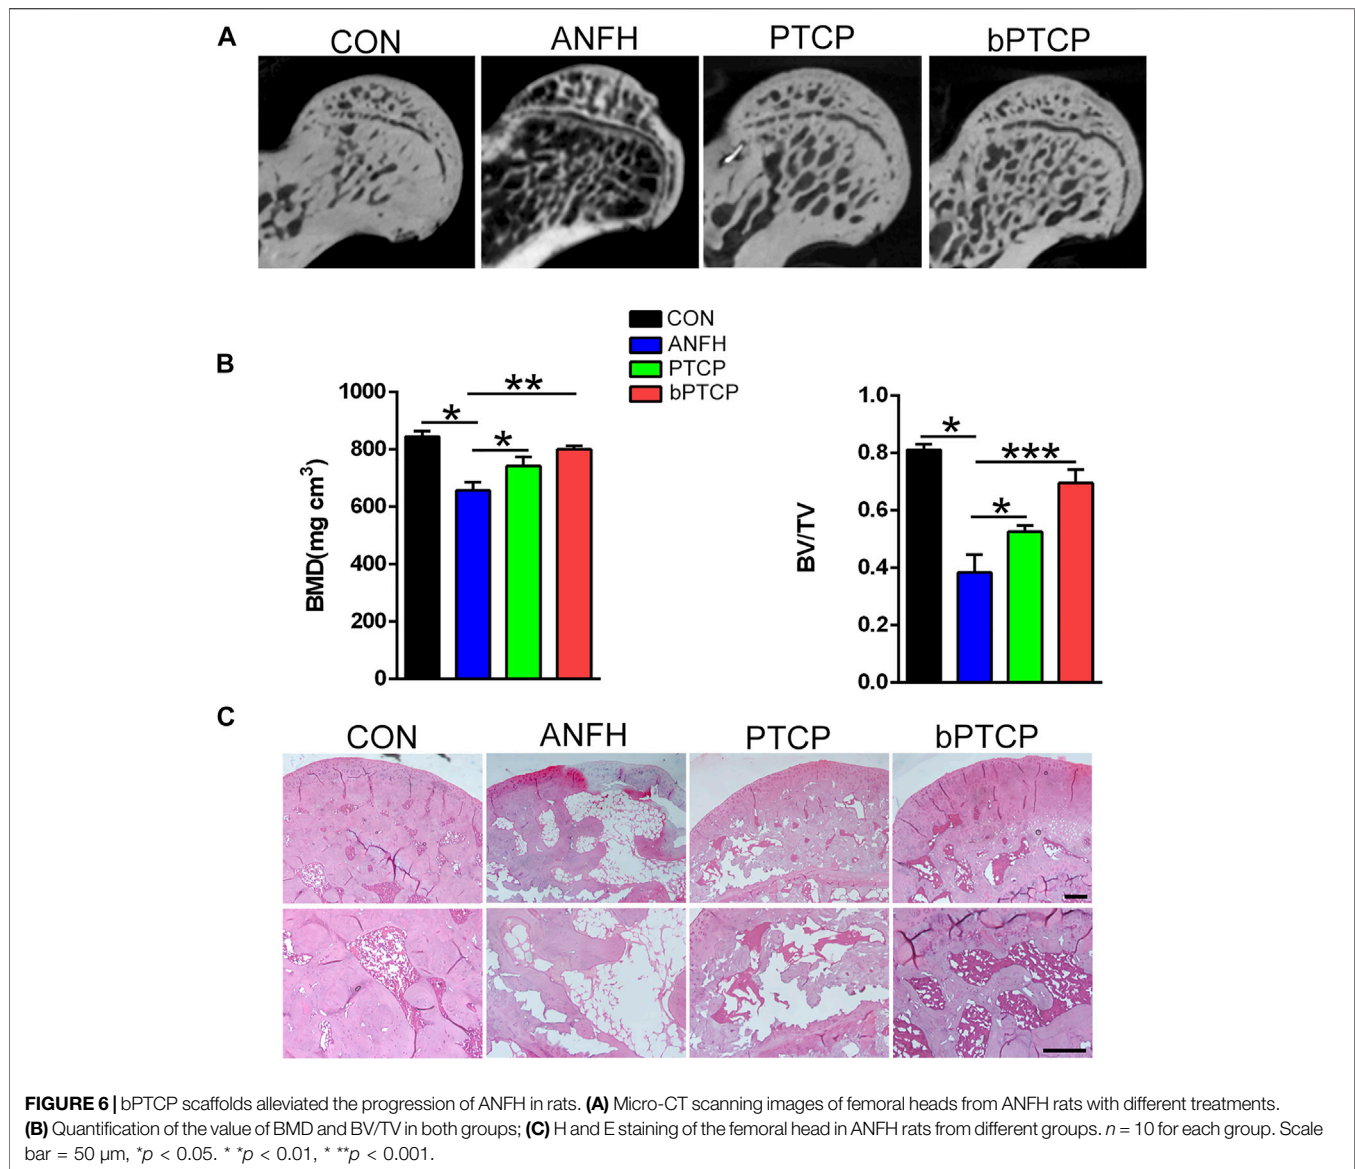 A
CON ANFH PTCP bPTCP
CON
ANFH
PTCP
bPTCP
B
1000
800
600
400
200
0
BMD(mg cm³)
* ** *
1.0
0.8
0.6
0.4
0.2
0.0
BV/TV
* *** *
C
CON ANFH PTCP bPTCP
FIGURE 6 | bPTCP scaffolds alleviated the progression of ANFH in rats. (A) Micro-CT scanning images of femoral heads from ANFH rats with different treatments.
(B) Quantification of the value of BMD and BV/TV in both groups; (C) H and E staining of the femoral head in ANFH rats from different groups. n = 10 for each group. Scale
bar = 50 μm, *p < 0.05. * *p < 0.01, * **p < 0.001.